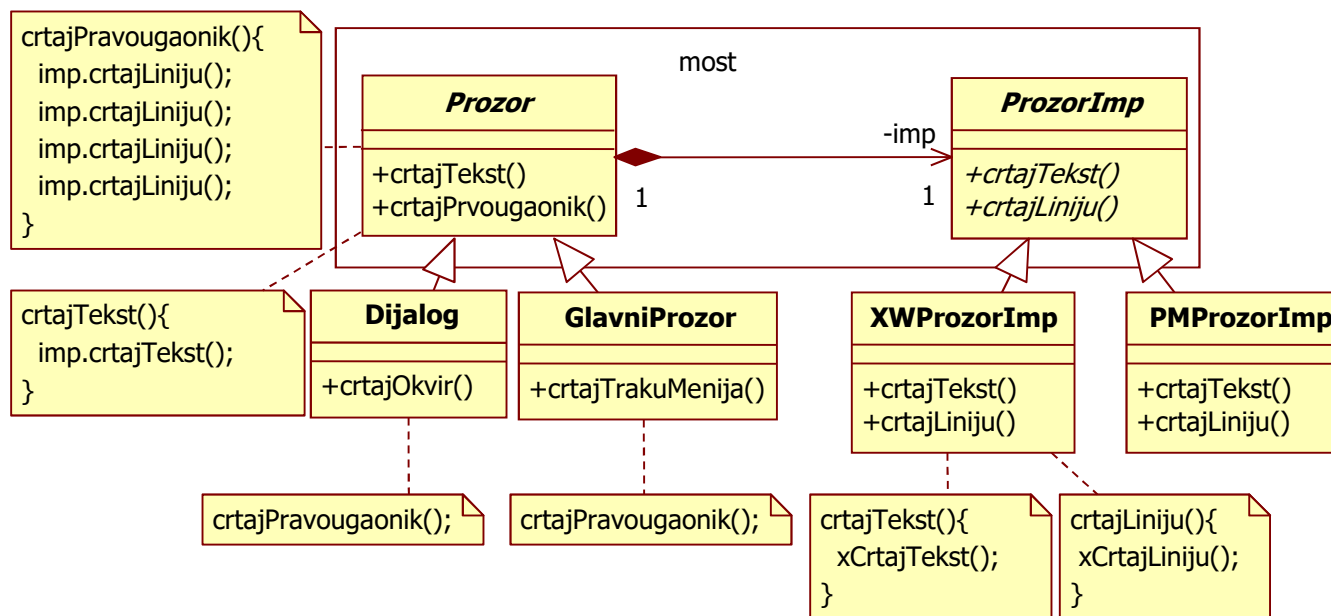 crtajPravougaonik(){
imp.crtajLiniju();
imp.crtajLiniju();
imp.crtajLiniju();
imp.crtajLiniju();
}
most
Prozor
+crtajTekst()
+crtajPrvougaonik()
-imp
1
1
ProzorImp
+crtajTekst()
+crtajLiniju()
crtajTekst(){
imp.crtajTekst();
}
Dijalog
+crtajOkvir()
GlavniProzor
+crtajTrakuMenija()
XWProzorImp
+crtajTekst()
+crtajLiniju()
PMProzorImp
+crtajTekst()
+crtajLiniju()
crtajPravougaonik();
crtajPravougaonik();
crtajTekst(){
xCrtajTekst();
}
crtajLiniju(){
xCrtajLiniju();
}